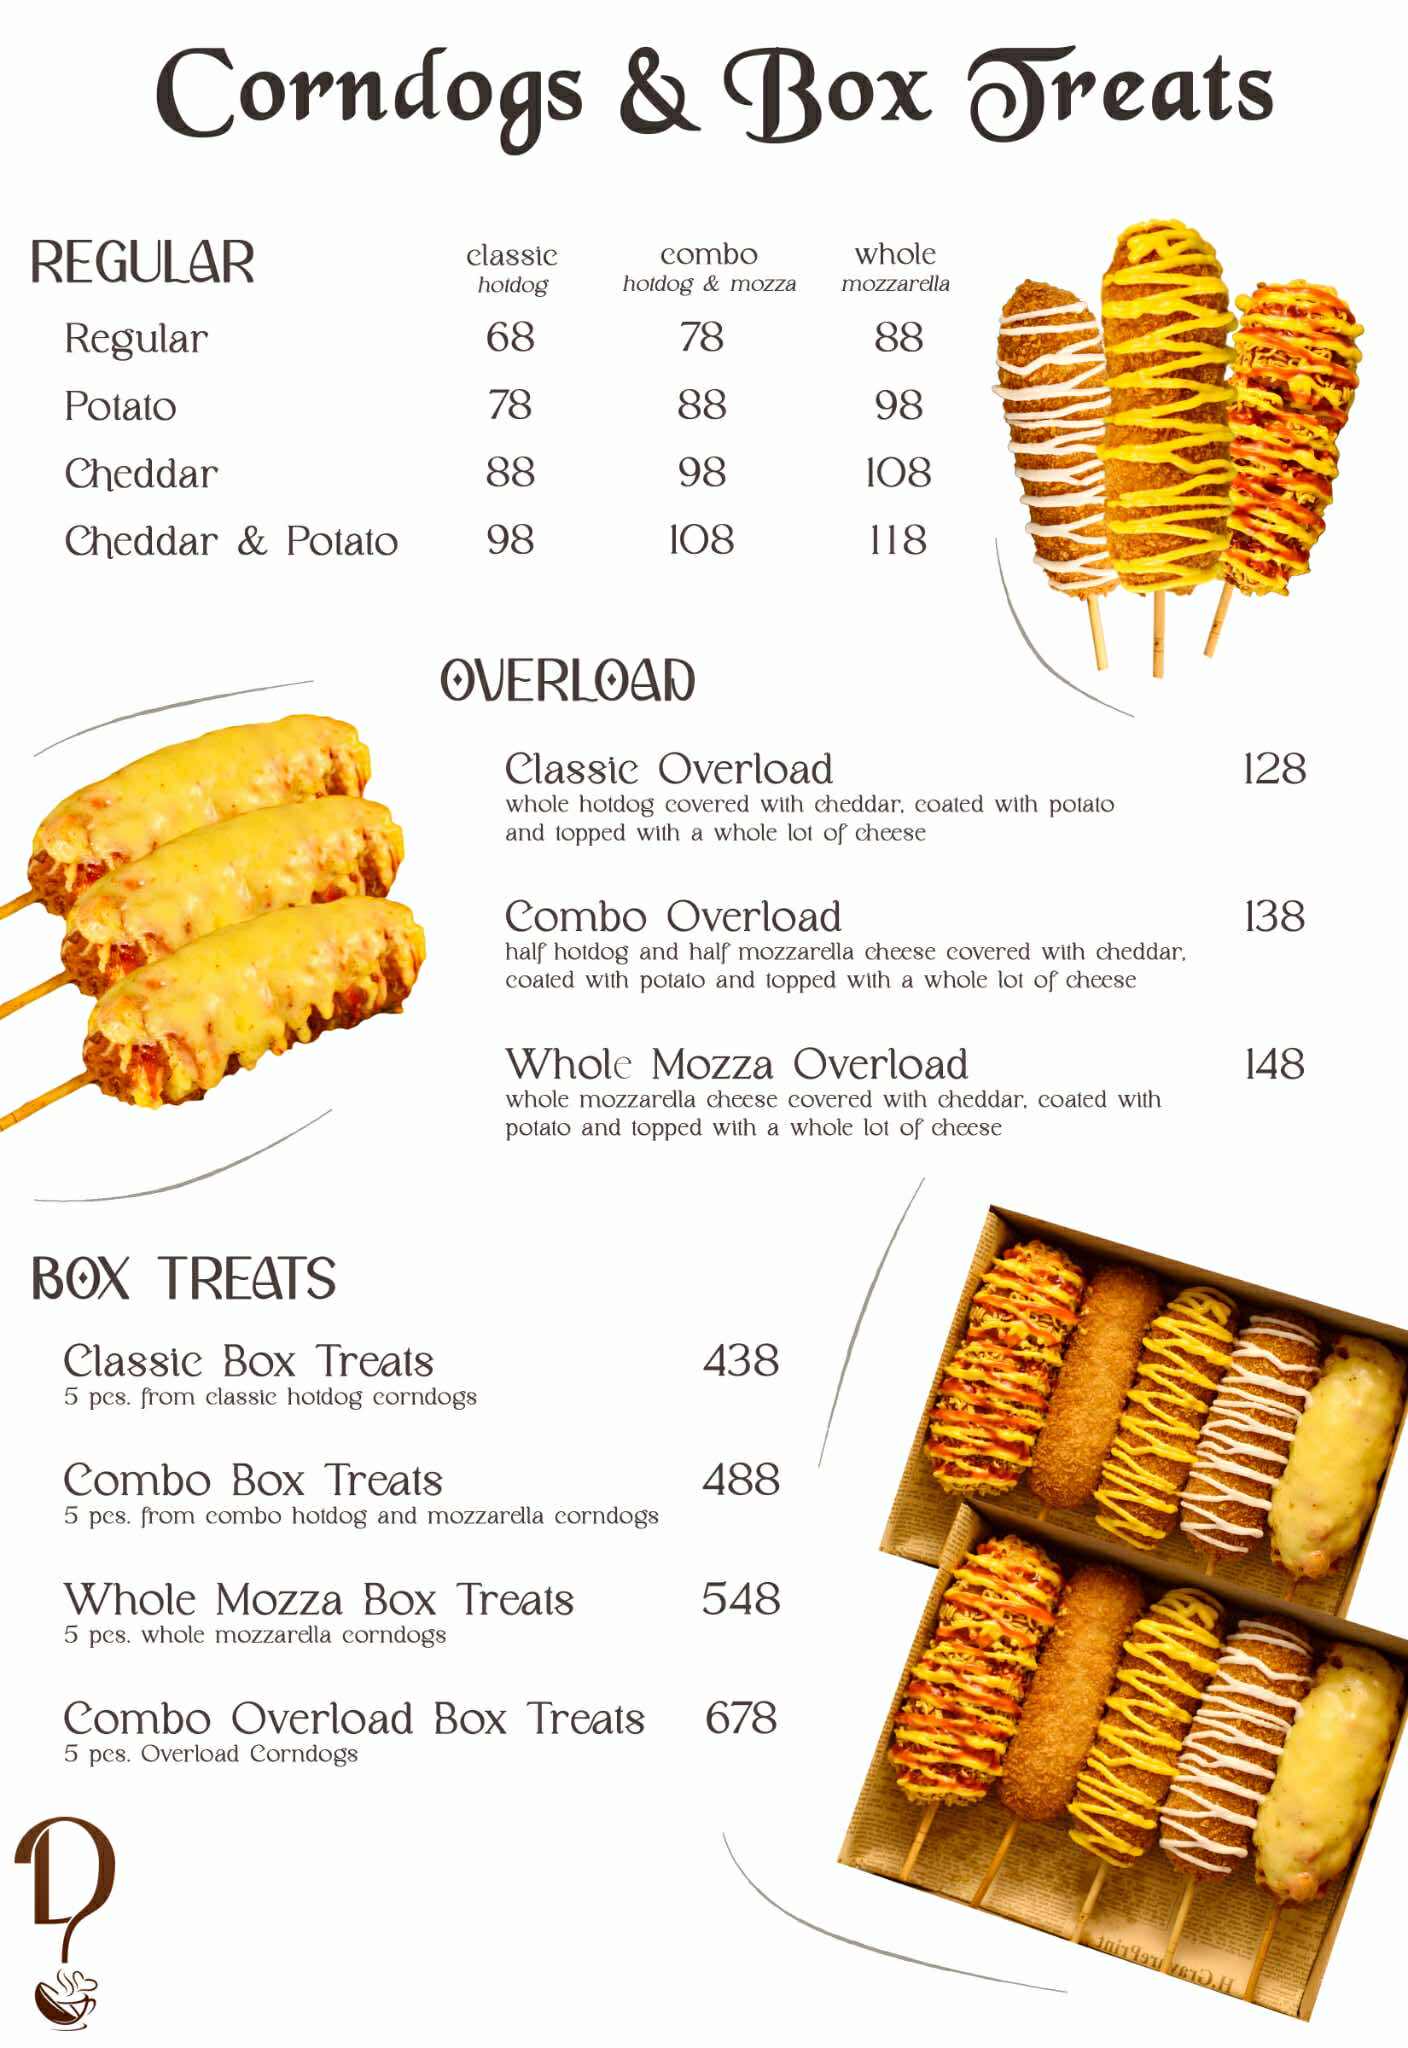 Corndogs & Box Treats
REGULAR classic combo whole
hotdog hotdog & mozza mozzarella
Regular 68 78 88
Potato 78 88 98
Cheddar 88 98 108
Cheddar & Potato 98 108 118
OVERLOAD
Classic Overload 128
whole hotdog covered with cheddar, coated with potato
and topped with a whole lot of cheese
Combo Overload 138
half hotdog and half mozzarella cheese covered with cheddar,
coated with potato and topped with a whole lot of cheese
Whole Mozza Overload 148
whole mozzarella cheese covered with cheddar, coated with
potato and topped with a whole lot of cheese
BOX TREATS
Classic Box Treats 438
5 pcs. from classic hotdog corndogs
Combo Box Treats 488
5 pcs. from combo hotdog and mozzarella corndogs
Whole Mozza Box Treats 548
5 pcs. whole mozzarella corndogs
Combo Overload Box Treats 678
5 pcs. Overload Corndogs
D